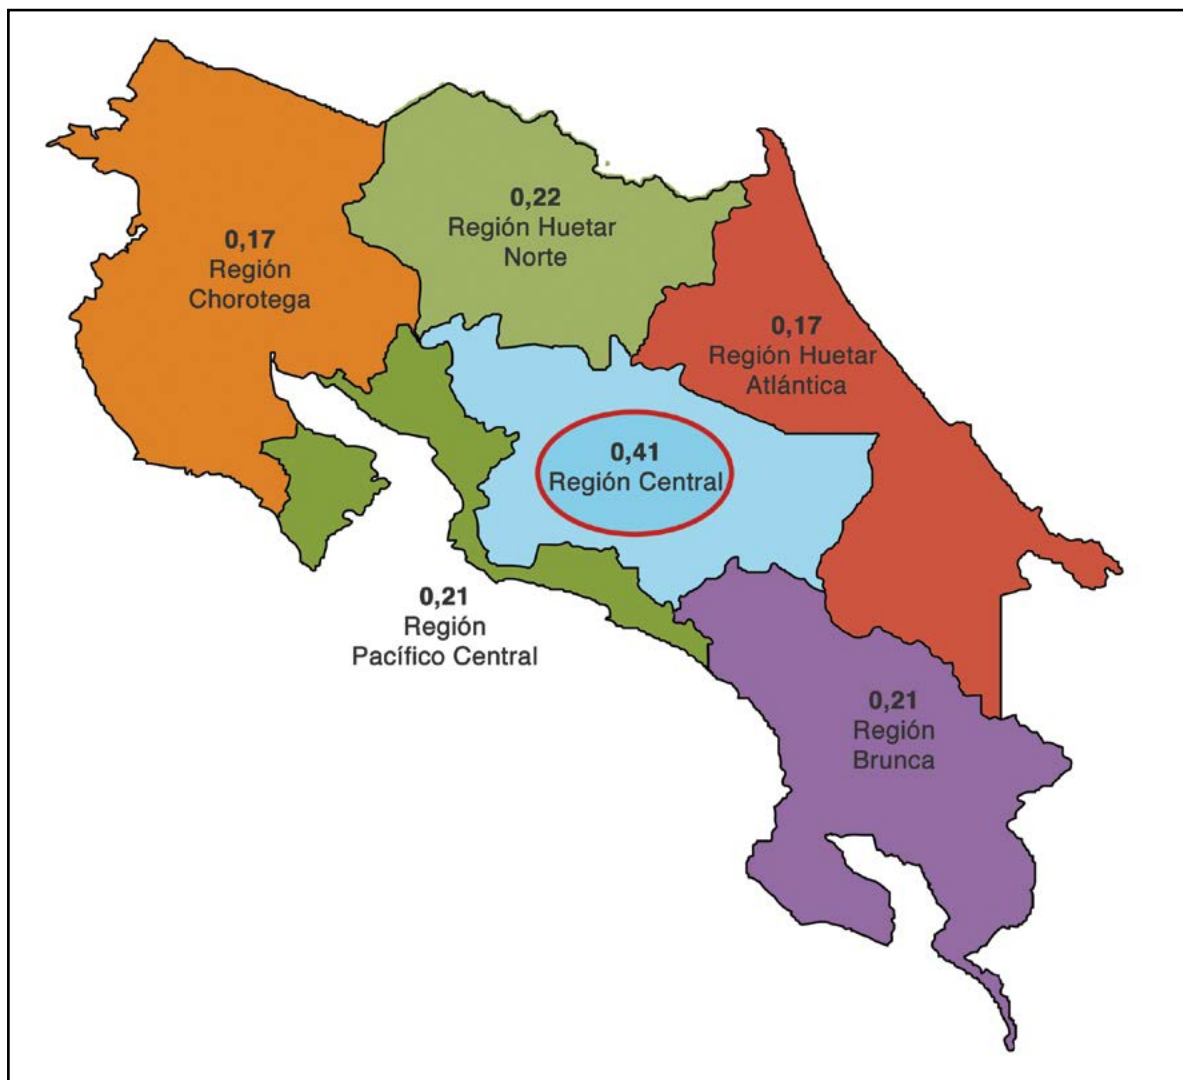 0,22
Región Huetar
Norte
0,17
Región
Chorotega
0,17
Región Huetar
Atlántica
0,41
Región Central
0,21
Región
Pacífico Central
0,21
Región
Brunca